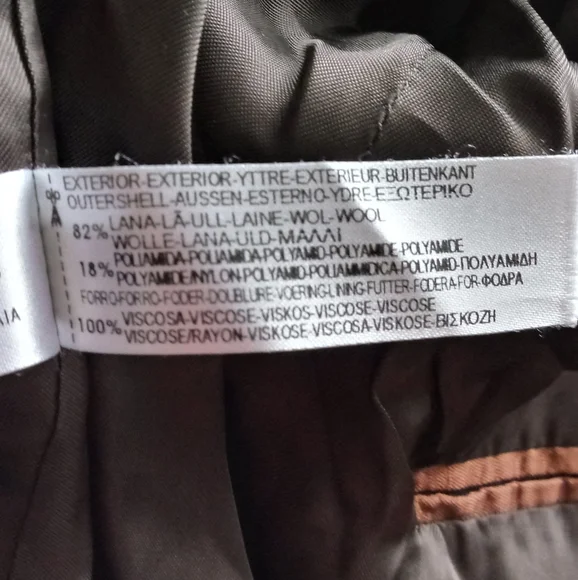 EXTERIOR-EXTERIOR-YTTRE-EXTERIEUR-BUITENKANT
OUTERSHELL-AUSSEN-ESTERNO-YDRE-ΕΞΩΤΕΡΙΚΟ
82% LANA-LÃ-ULL-LAINE-WOL-WOOL
WOLLE-LANA-ULD-ΜΑΛΛΙ
18% POLIAMIDA-POLIAMIDA-POLYAMID-POLYAMIDE-POLYAMIDE
POLYAMIDE/NYLON-POLYAMID-POLIAMMIDICA-POLYAMID-ΠΟΛΥΑΜΙΔΗ
FORRO-FORRO-FODER-DOUBLURE-VOERING-LINING-FUTTER-FODERA-FOR-ΦΟΔΡΑ
100% VISCOSA-VISCOSE-VISKOS-VISCOSE-VISCOSE
VISCOSE/RAYON-VISKOSE-VISCOSA-VISKOSE-ΒΙΣΚΟΖΗ